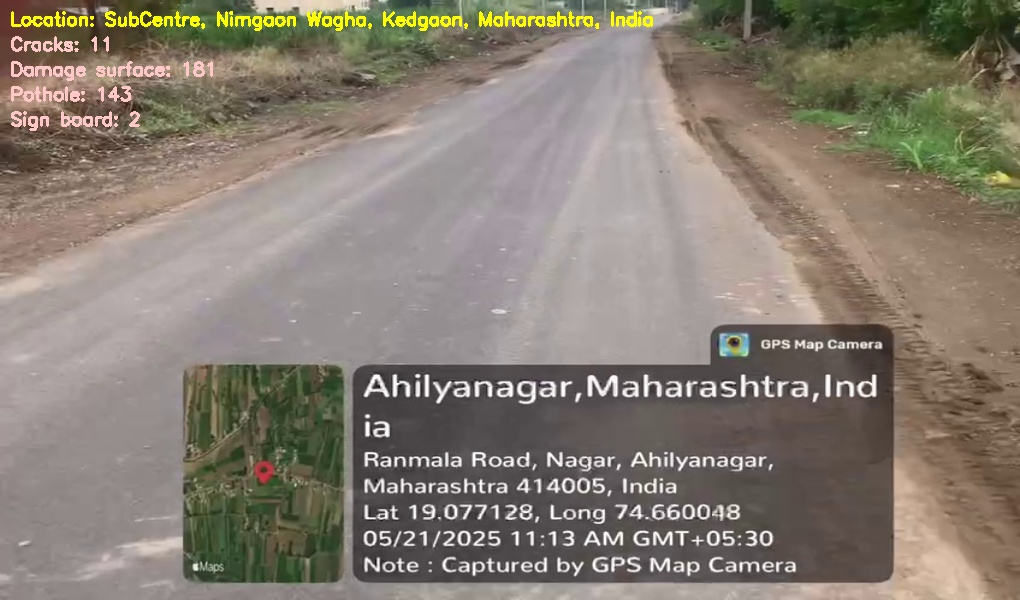 Location: SubCentre, Nimgaon Wagha, Kedgaon, Maharashtra, India
Cracks: 11
Damage surface: 181
Pothole: 143
Sign board: 2
GPS Map Camera
Ahilyanagar,Maharashtra,Ind
ia
Ranmala Road, Nagar, Ahilyanagar,
Maharashtra 414005, India
Lat 19.077128, Long 74.660048
05/21/2025 11:13 AM GMT+05:30
Note : Captured by GPS Map Camera
Maps